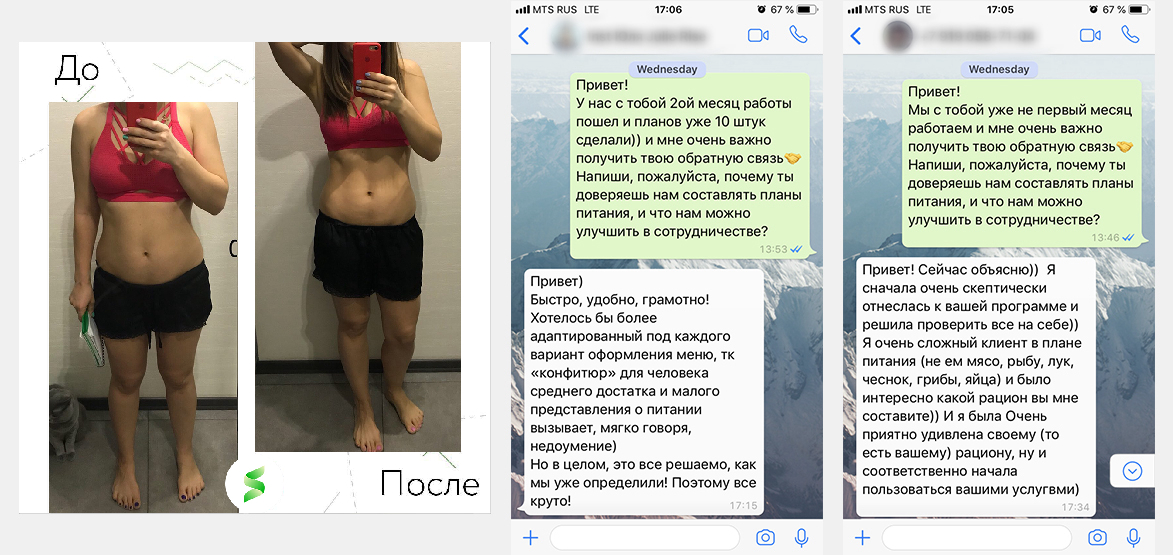 До
После
MTS RUS LTE
17:06
67 %
Wednesday
Привет!
У нас с тобой 2ой месяц работы
пошел и планов уже 10 штук
сделали)) и мне очень важно
получить твою обратную связь🤝
Напиши, пожалуйста, почему ты
доверяешь нам составлять планы
питания, и что нам можно
улучшить в сотрудничестве?
13:53
Привет)
Быстро, удобно, грамотно!
Хотелось бы более
адаптированный под каждого
вариант оформления меню, тк
«конфитюр» для человека
среднего достатка и малого
представления о питании
вызывает, мягко говоря,
недоумение)
Но в целом, это все решаемо, как
мы уже определили! Поэтому все
круто!
17:15
MTS RUS LTE
17:05
67 %
Wednesday
Привет!
Мы с тобой уже не первый месяц
работаем и мне очень важно
получить твою обратную связь🤝
Напиши, пожалуйста, почему ты
доверяешь нам составлять планы
питания, и что нам можно
улучшить в сотрудничестве?
13:46
Привет! Сейчас объясню)) Я
сначала очень скептически
отнеслась к вашей программе и
решила проверить все на себе))
Я очень сложный клиент в плане
питания (не ем мясо, рыбу, лук,
чеснок, грибы, яйца) и было
интересно какой рацион вы мне
составите)) И я была Очень
приятно удивлена своему (то
есть вашему) рациону, ну и
соответственно начала
пользоваться вашими услугвми)
17:34